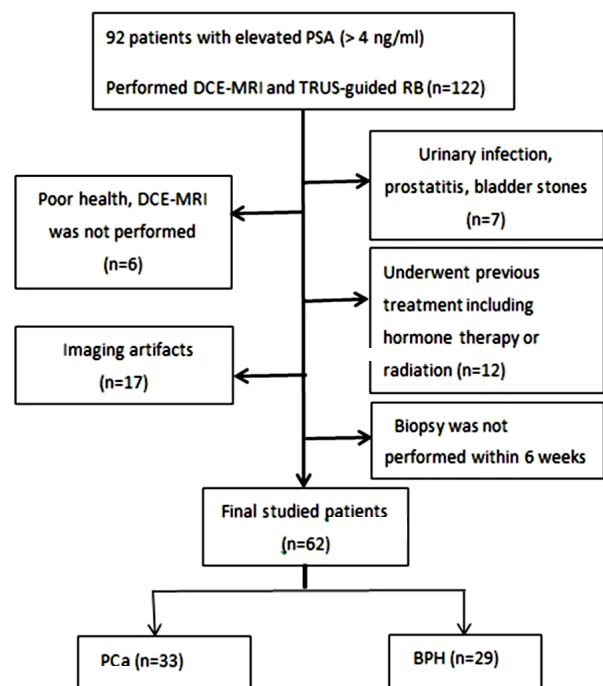 92 patients with elevated PSA (> 4 ng/ml)
Performed DCE-MRI and TRUS-guided RB (n=122)
Urinary infection,
prostatitis, bladder stones
(n=7)
Poor health, DCE-MRI
was not performed
(n=6)
Underwent previous
treatment including
hormone therapy or
radiation (n=12)
Imaging artifacts
(n=17)
Biopsy was not
performed within 6 weeks
Final studied patients
(n=62)
PCa (n=33)
BPH (n=29)